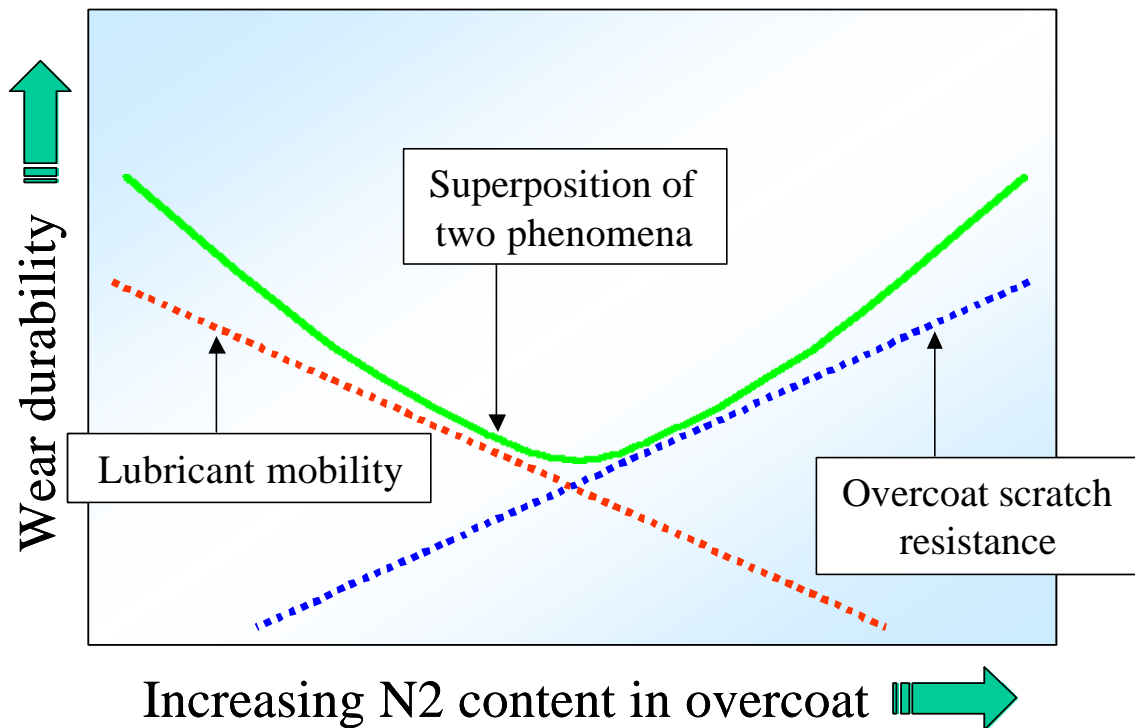 Wear durability
Superposition of
two phenomena
Lubricant mobility
Overcoat scratch
resistance
Increasing N2 content in overcoat